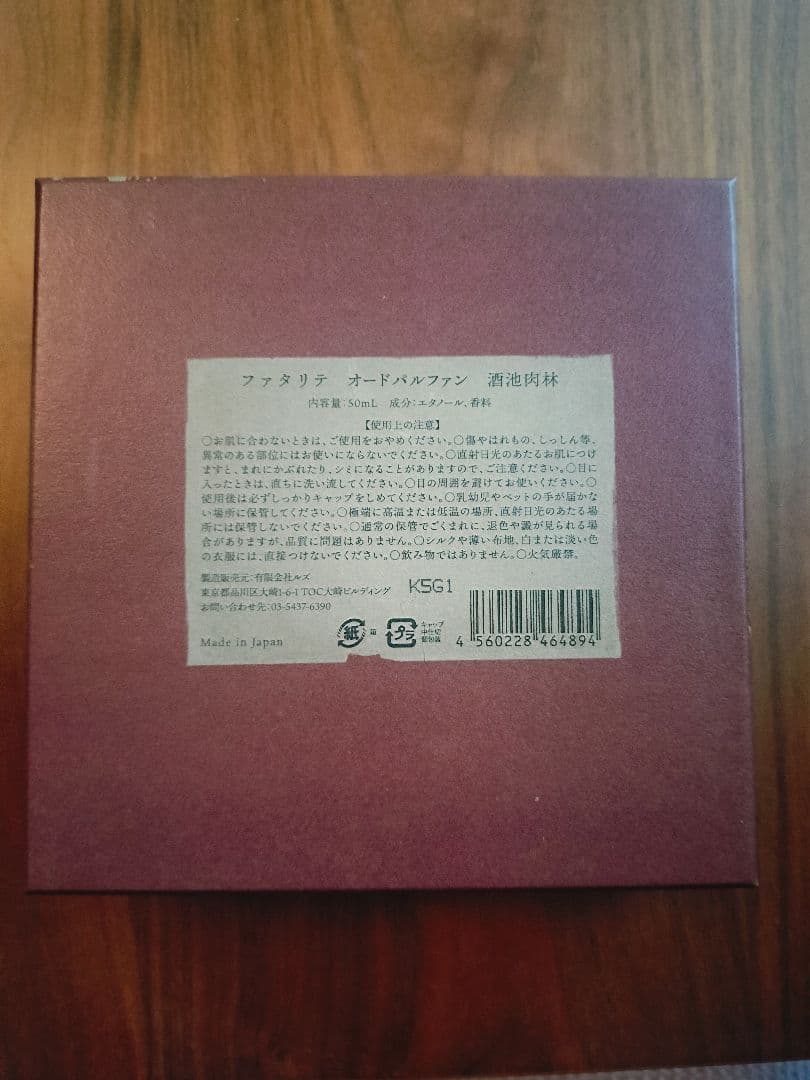 ファタリテ　オードパルファン　酒池肉林
内容量：50mL　成分：エタノール、香料
【使用上の注意】
○お肌に合わないときは、ご使用をおやめください。○傷やはれもの、しっしん等、
異常のある部位にはお使いにならないでください。○直射日光のあたるお肌につけ
ますと、まれにかぶれたり、シミになることがありますので、ご注意ください。○目に
入ったときは、直ちに洗い流してください。○目の周囲を避けてお使いください。○
使用後は必ずしっかりキャップをしめてください。○乳幼児やペットの手が届かな
い場所に保管してください。○極端に高温または低温の場所、直射日光のあたる場
所には保管しないでください。○通常の保管でごくまれに、退色や澱が見られる場
合がありますが、品質に問題はありません。○シルクや薄い布地、白または淡い色
の衣服には、直接つけないでください。○飲み物ではありません。○火気厳禁。
製造販売元：有限会社ルズ
東京都品川区大崎1-6-1 TOC大崎ビルディング
お問い合わせ先：03-5437-6390
K5G1
Made in Japan
紙
箱
プラ
キャップ
中仕切
個包装
4 560228 464894